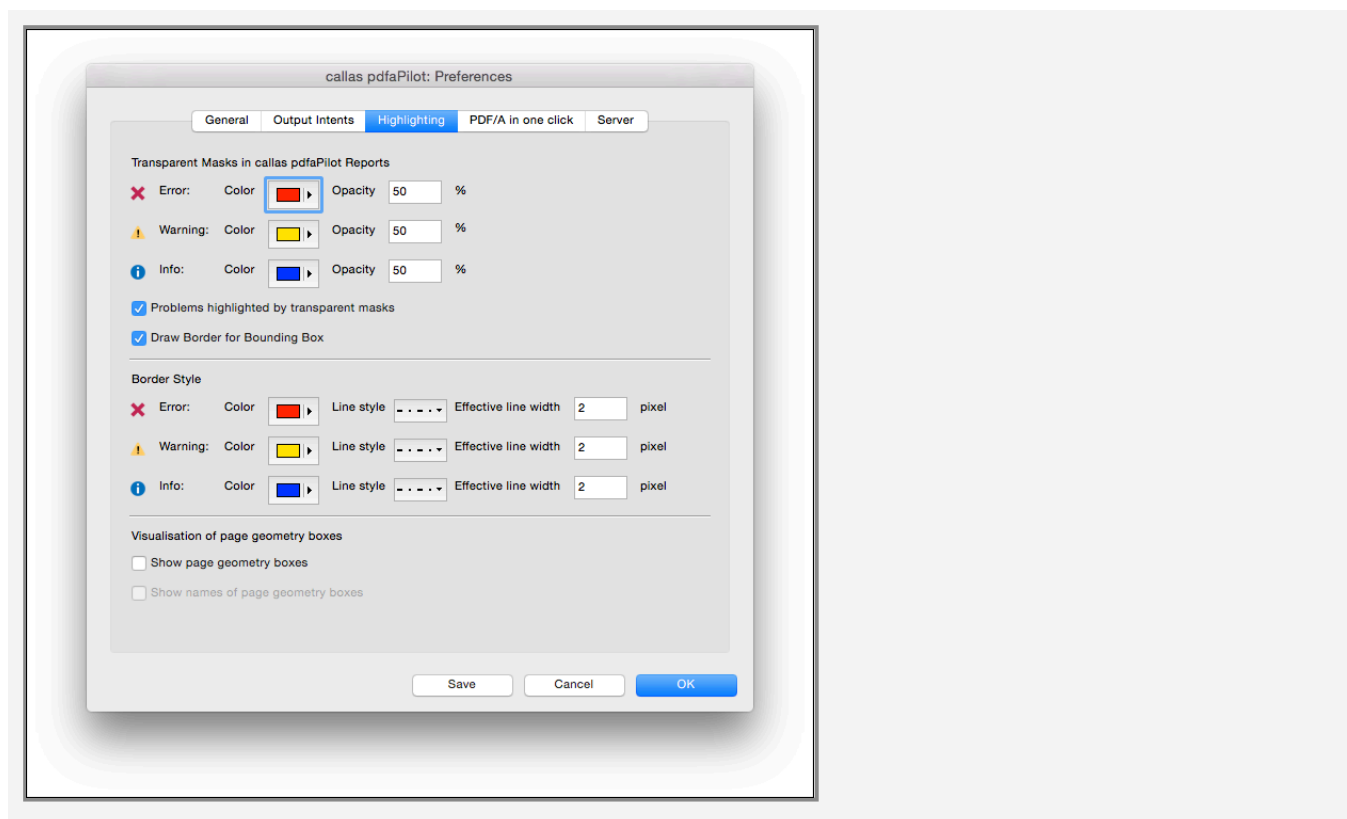 callas pdfaPilot: Preferences
General Output Intents Highlighting PDF/A in one click Server
Transparent Masks in callas pdfaPilot Reports
Error: Color Opacity 50 %
Warning: Color Opacity 50 %
Info: Color Opacity 50 %
Problems highlighted by transparent masks
Draw Border for Bounding Box
Border Style
Error: Color Line style Effective line width 2 pixel
Warning: Color Line style Effective line width 2 pixel
Info: Color Line style Effective line width 2 pixel
Visualisation of page geometry boxes
Show page geometry boxes
Show names of page geometry boxes
Save Cancel OK